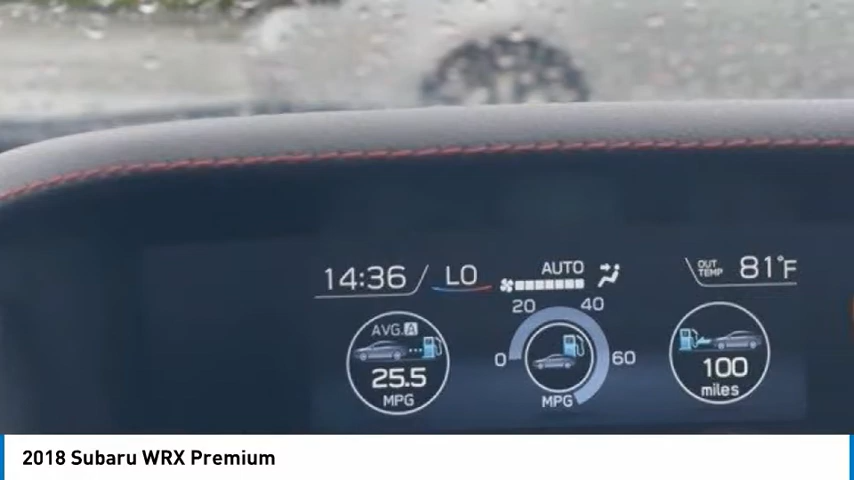 14:36 LO AUTO OUT TEMP 81°F
20 40
AVG. A
0 60
25.5
MPG
MPG
100
miles
2018 Subaru WRX Premium